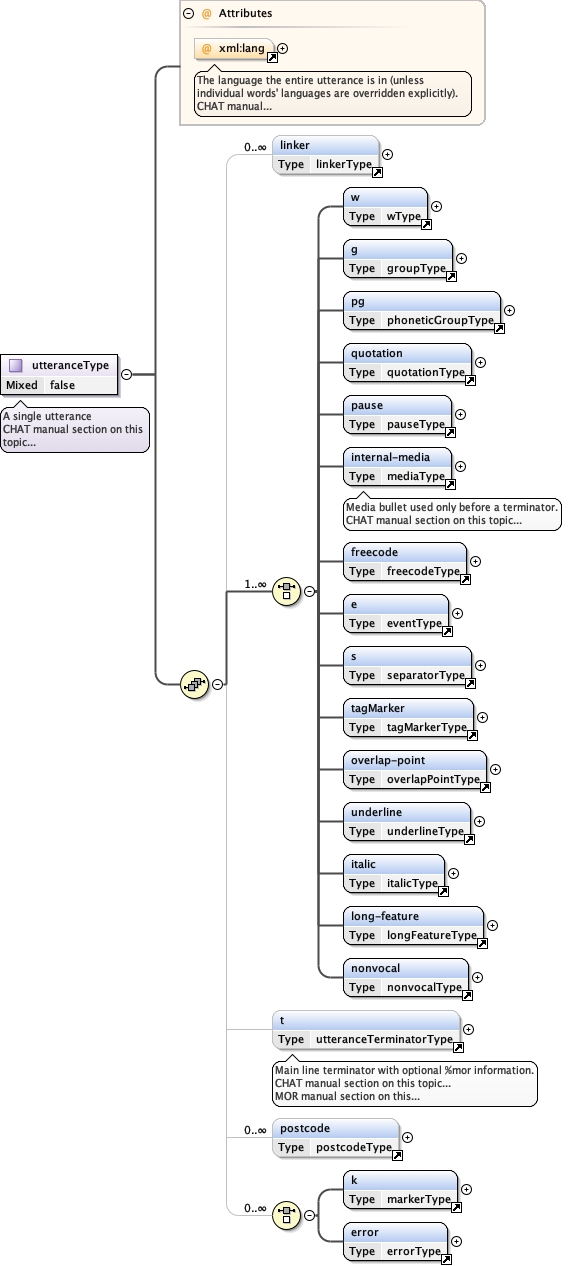 @ Attributes
@ xml:lang
The language the entire utterance is in (unless
individual words' languages are overridden explicitly).
CHAT manual...
0..∞
linker
Type linkerType
w
Type wType
g
Type groupType
pg
Type phoneticGroupType
utteranceType
Mixed false
A single utterance
CHAT manual section on this
topic...
quotation
Type quotationType
pause
Type pauseType
internal-media
Type mediaType
Media bullet used only before a terminator.
CHAT manual section on this topic...
freecode
Type freecodeType
1..∞
e
Type eventType
s
Type separatorType
tagMarker
Type tagMarkerType
overlap-point
Type overlapPointType
underline
Type underlineType
italic
Type italicType
long-feature
Type longFeatureType
nonvocal
Type nonvocalType
t
Type utteranceTerminatorType
Main line terminator with optional %mor information.
CHAT manual section on this topic...
MOR manual section on this...
0..∞
postcode
Type postcodeType
0..∞
k
Type markerType
error
Type errorType